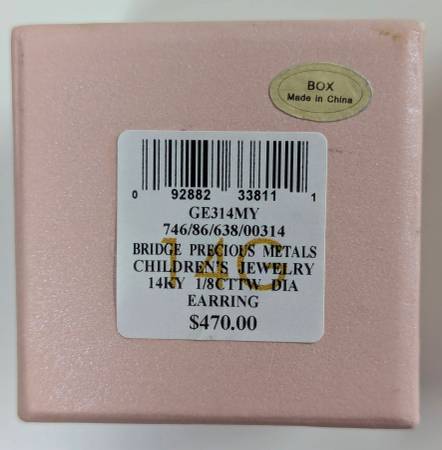 BOX
Made in China
0 92882 33811 1
GE314MY
746/86/638/00314
BRIDGE PRECIOUS METALS
14G
CHILDREN'S JEWELRY
14KY 1/8CTTW DIA
EARRING
$470.00